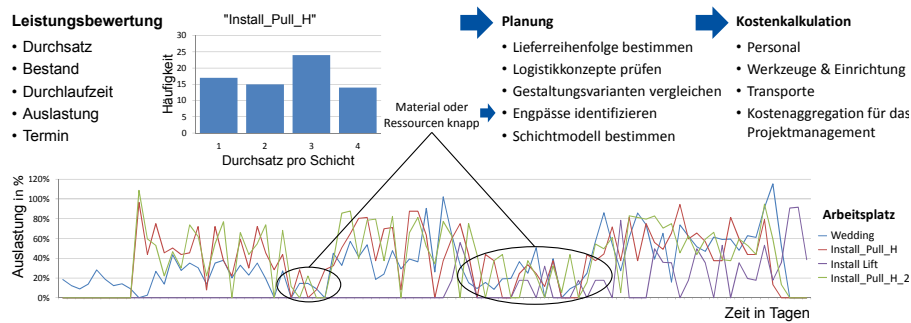 Leistungsbewertung
• Durchsatz
• Bestand
• Durchlaufzeit
• Auslastung
• Termin
"Install_Pull_H"
Häufigkeit
30
25
20
15
10
5
0
1 2 3 4
Durchsatz pro Schicht
Material oder
Ressourcen knapp
Planung
• Lieferreihenfolge bestimmen
• Logistikkonzepte prüfen
• Gestaltungsvarianten vergleichen
• Engpässe identifizieren
• Schichtmodell bestimmen
Kostenkalkulation
• Personal
• Werkzeuge & Einrichtung
• Transporte
• Kostenaggregation für das
Projektmanagement
Auslastung in %
120%
100%
80%
60%
40%
20%
0%
Zeit in Tagen
Arbeitsplatz
Wedding
Install_Pull_H
Install Lift
Install_Pull_H_2